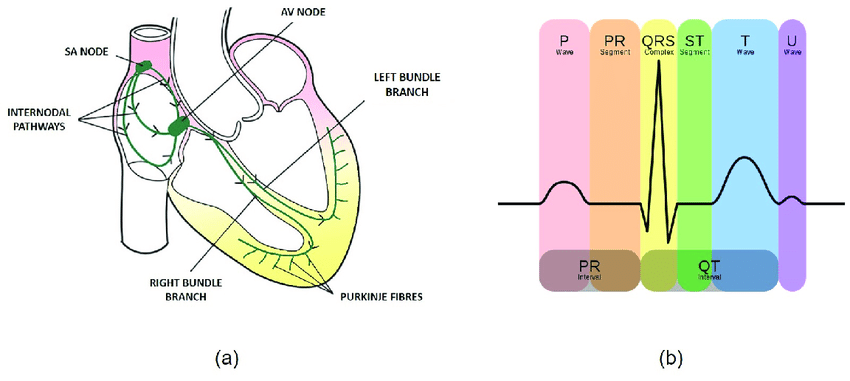 AV NODE
SA NODE
LEFT BUNDLE
BRANCH
INTERNODAL
PATHWAYS
RIGHT BUNDLE
BRANCH
PURKINJE FIBRES
(a)
P PR QRS ST T U
Wave Segment Complex Segment Wave Wave
PR QT
Interval Interval
(b)